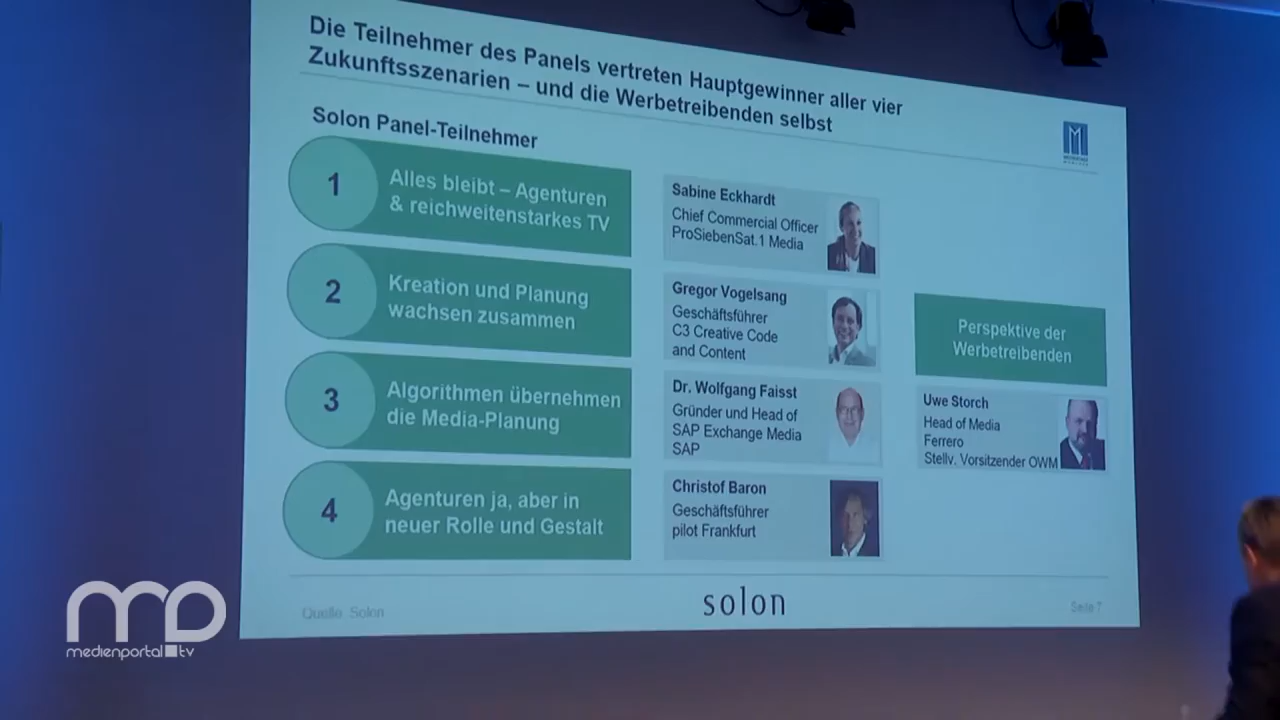 Die Teilnehmer des Panels vertreten Hauptgewinner aller vier
Zukunftsszenarien – und die Werbetreibenden selbst
Solon Panel-Teilnehmer
1
Alles bleibt – Agenturen
& reichweitenstarkes TV
Sabine Eckhardt
Chief Commercial Officer
ProSiebenSat.1 Media
2
Kreation und Planung
wachsen zusammen
Gregor Vogelsang
Geschäftsführer
C3 Creative Code
and Content
Perspektive der
Werbetreibenden
3
Algorithmen übernehmen
die Media-Planung
Dr. Wolfgang Faisst
Gründer und Head of
SAP Exchange Media
SAP
Uwe Storch
Head of Media
Ferrero
Stellv. Vorsitzender OWM
4
Agenturen ja, aber in
neuer Rolle und Gestalt
Christof Baron
Geschäftsführer
pilot Frankfurt
Quelle: Solon
solon
Seite 7
mp
medienportal tv